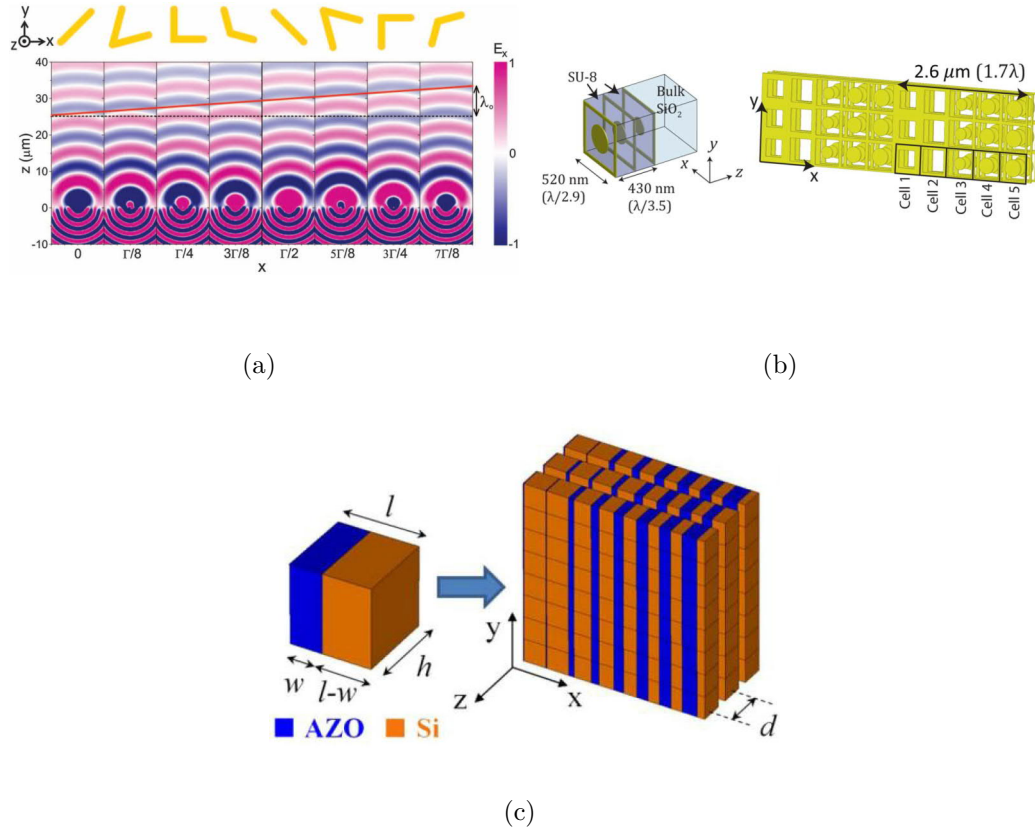 y
z x
E_x
40
30
20
10
0
-10
z (μm)
λ_o
1
0
-1
0 Γ/8 Γ/4 3Γ/8 Γ/2 5Γ/8 3Γ/4 7Γ/8
x
(a)
SU-8
Bulk
SiO₂
520 nm
(λ/2.9)
430 nm
(λ/3.5)
y
x
z
2.6 μm (1.7λ)
y
x
Cell 1
Cell 2
Cell 3
Cell 4
Cell 5
(b)
l
w
l-w
h
y
z
x
d
AZO Si
(c)